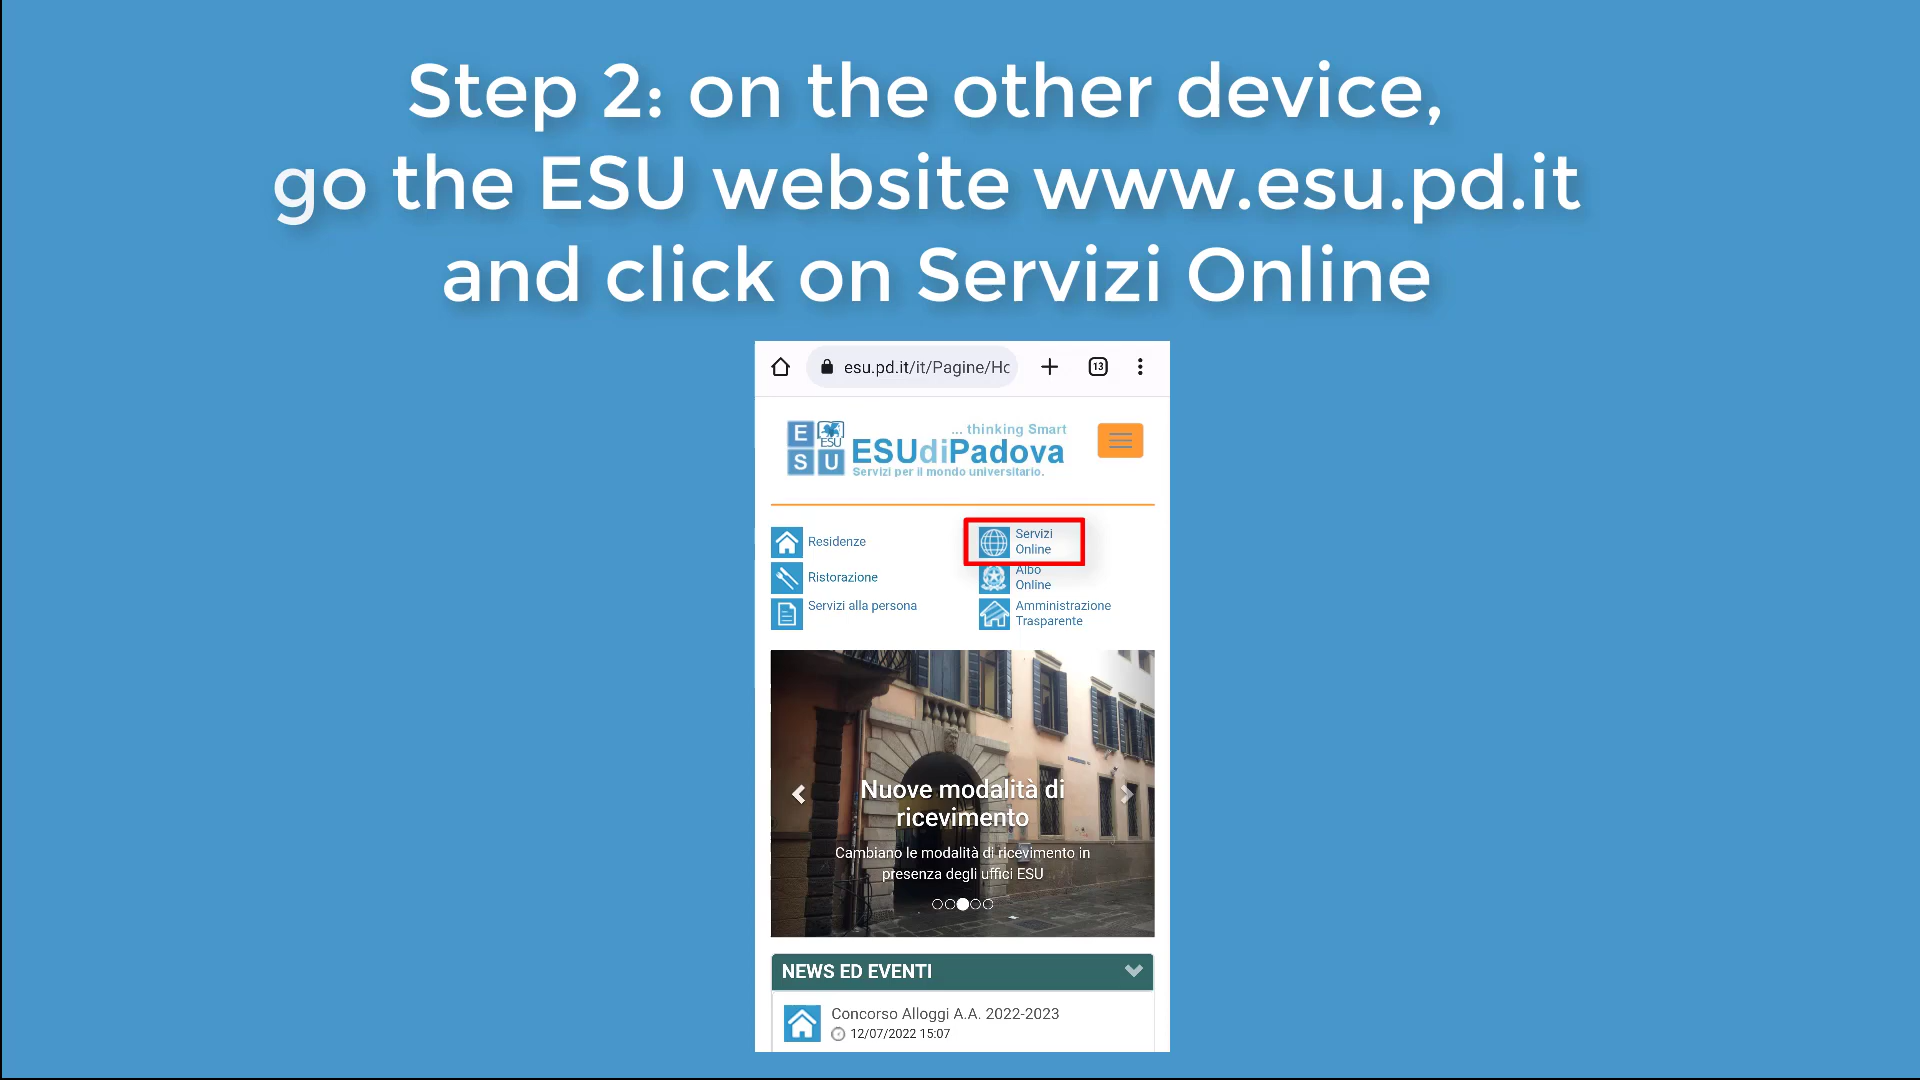 Step 2: on the other device,
go the ESU website www.esu.pd.it
and click on Servizi Online
esu.pd.it/it/Pagine/Hc
13
... thinking Smart
E ESU
S U
ESUdiPadova
Servizi per il mondo universitario.
Residenze
Servizi
Online
Ristorazione
Albo
Online
Servizi alla persona
Amministrazione
Trasparente
Nuove modalità di
ricevimento
Cambiano le modalità di ricevimento in
presenza degli uffici ESU
NEWS ED EVENTI
Concorso Alloggi A.A. 2022-2023
12/07/2022 15:07